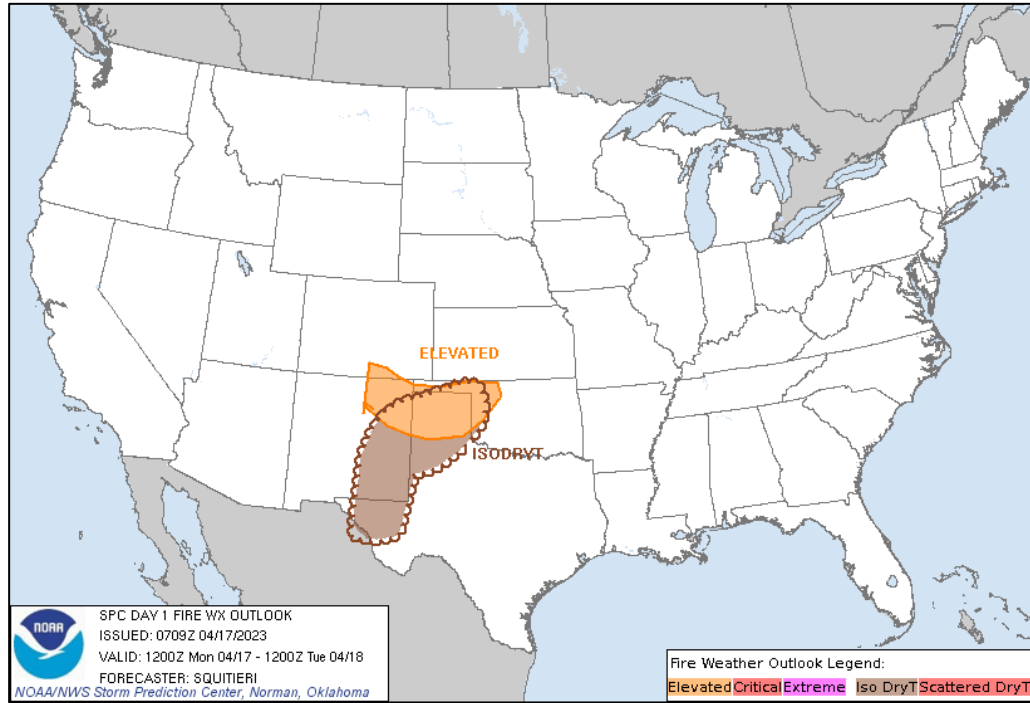 ELEVATED
ISODRYT
NOAA
SPC DAY 1 FIRE WX OUTLOOK
ISSUED: 0709Z 04/17/2023
VALID: 1200Z Mon 04/17 - 1200Z Tue 04/18
FORECASTER: SQUITIERI
NOAA/NWS Storm Prediction Center, Norman, Oklahoma
Fire Weather Outlook Legend:
Elevated Critical Extreme Iso DryT Scattered DryT